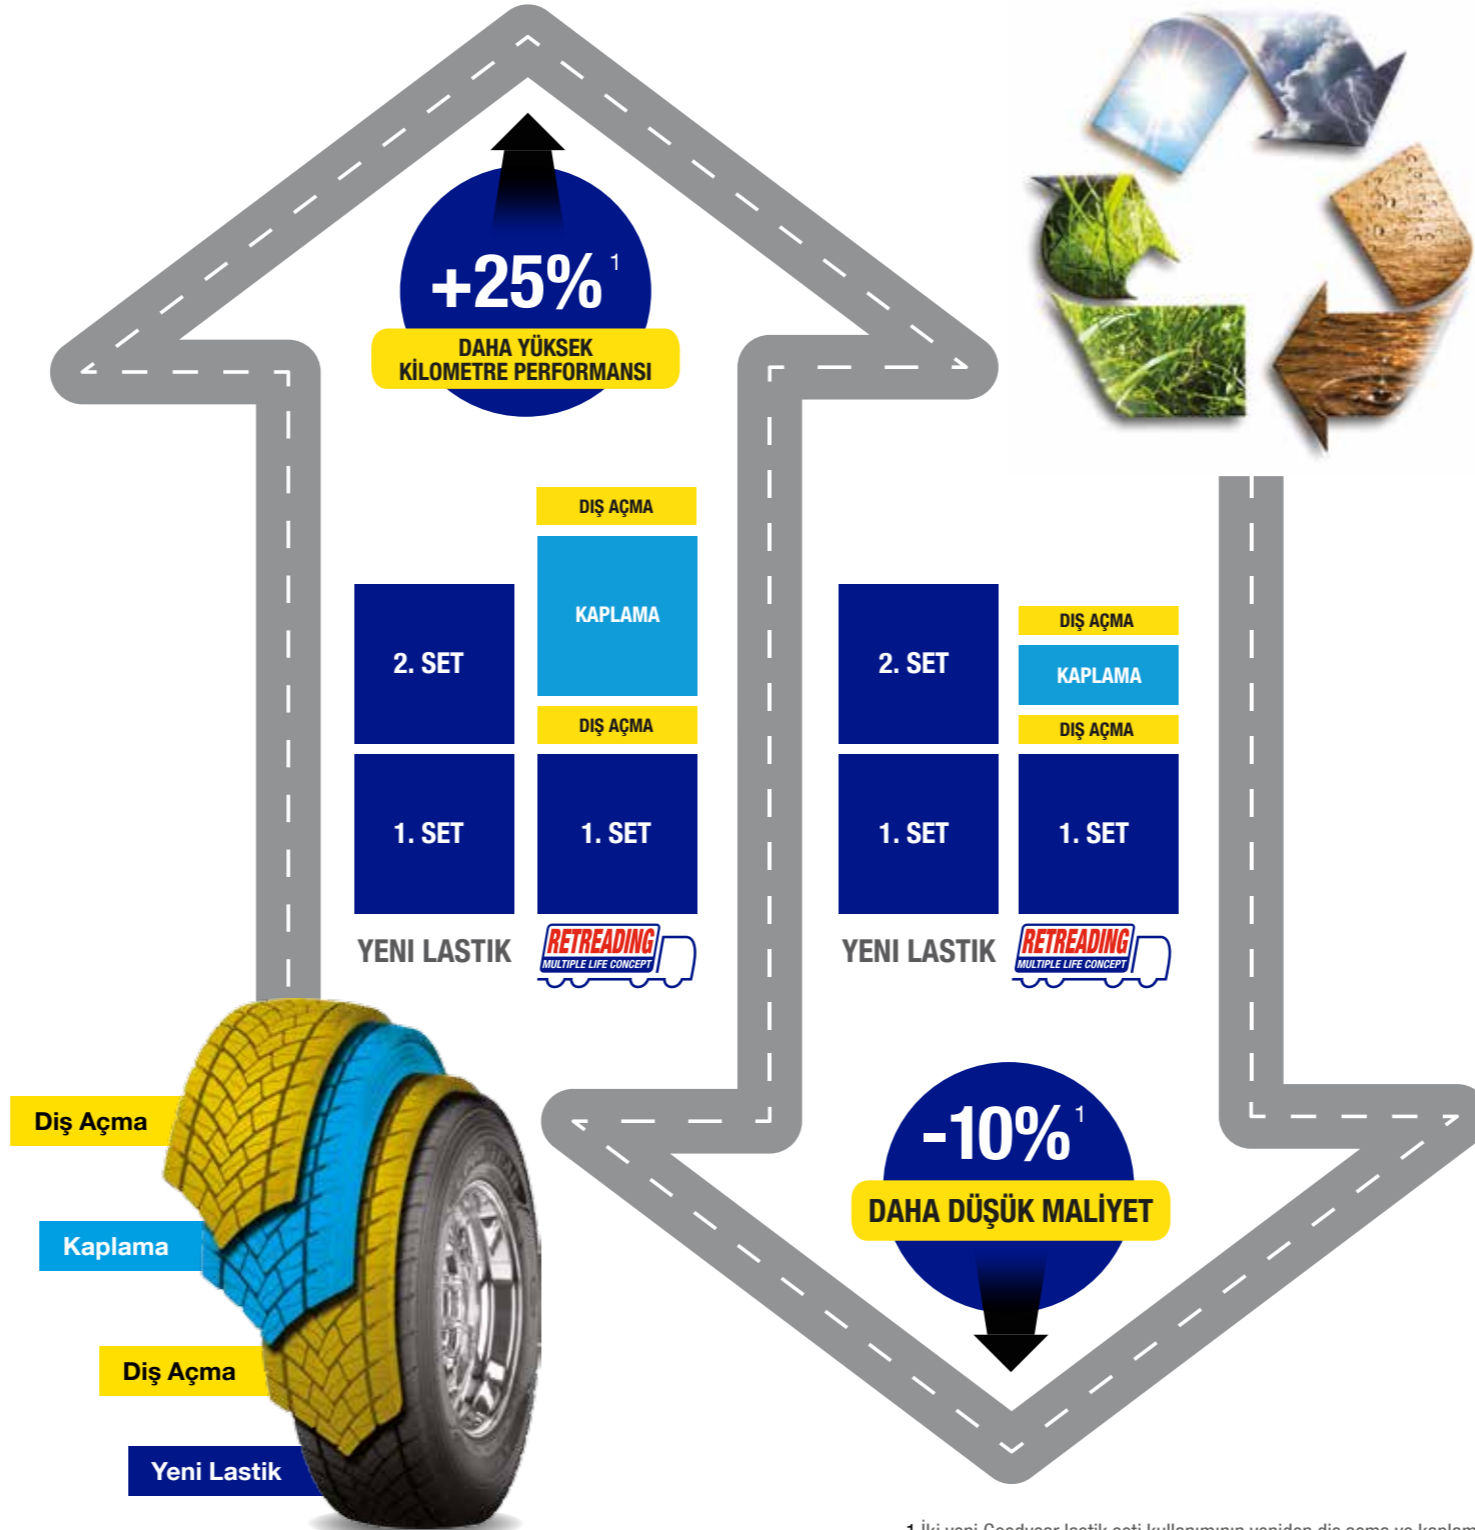 +25% 1
DAHA YÜKSEK
KİLOMETRE PERFORMANSI
DIŞ AÇMA
KAPLAMA
DIŞ AÇMA
2. SET
1. SET
1. SET
YENI LASTIK
RETREADING
MULTIPLE LIFE CONCEPT
2. SET
DIŞ AÇMA
KAPLAMA
DIŞ AÇMA
1. SET
1. SET
YENI LASTIK
RETREADING
MULTIPLE LIFE CONCEPT
Diş Açma
Kaplama
Diş Açma
Yeni Lastik
-10% 1
DAHA DÜŞÜK MALİYET